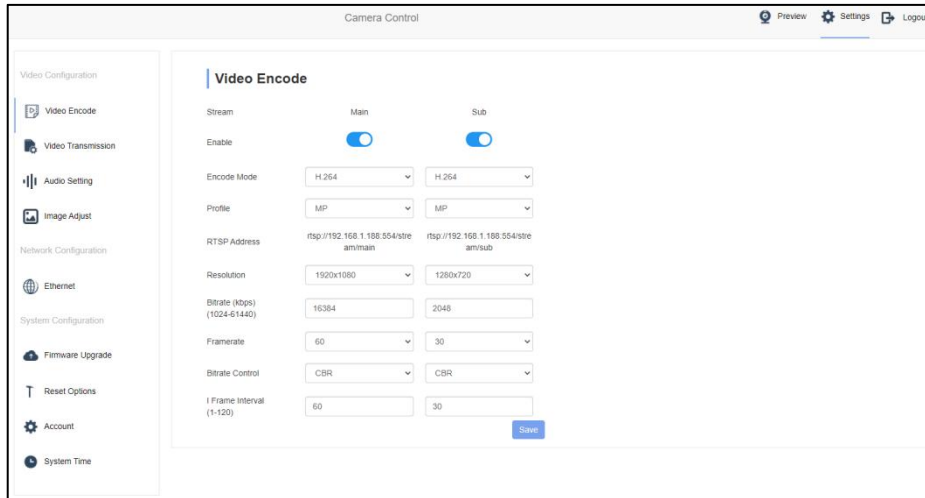 Camera Control
Preview Settings Logou
Video Configuration
Video Encode
Video Transmission
Audio Setting
Image Adjust
Network Configuration
Ethernet
System Configuration
Firmware Upgrade
Reset Options
Account
System Time
Video Encode
Stream Main Sub
Enable
Encode Mode H.264 H.264
Profile MP MP
RTSP Address rtsp://192.168.1.188:554/stre rtsp://192.168.1.188:554/stre
am/main am/sub
Resolution 1920x1080 1280x720
Bitrate (kbps)
(1024-61440) 16384 2048
Framerate 60 30
Bitrate Control CBR CBR
I Frame Interval
(1-120) 60 30
Save